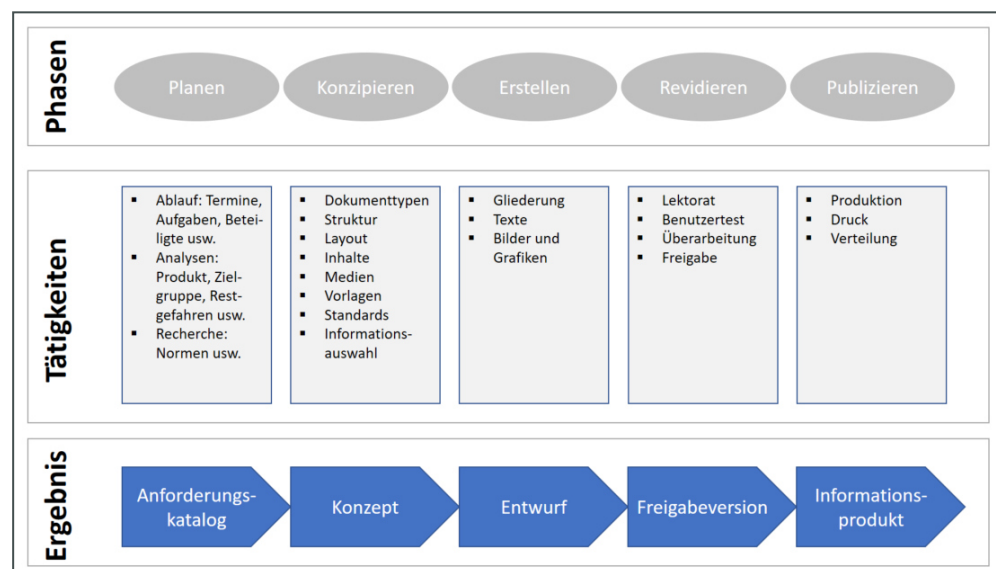 Phasen
Planen
Konzipieren
Erstellen
Revidieren
Publizieren
Tätigkeiten
▪ Ablauf: Termine,
Aufgaben, Betei-
ligte usw.
▪ Analysen:
Produkt, Ziel-
gruppe, Rest-
gefahren usw.
▪ Recherche:
Normen usw.
▪ Dokumenttypen
▪ Struktur
▪ Layout
▪ Inhalte
▪ Medien
▪ Vorlagen
▪ Standards
▪ Informations-
auswahl
▪ Gliederung
▪ Texte
▪ Bilder und
Grafiken
▪ Lektorat
▪ Benutzertest
▪ Überarbeitung
▪ Freigabe
▪ Produktion
▪ Druck
▪ Verteilung
Ergebnis
Anforderungs-
katalog
Konzept
Entwurf
Freigabeversion
Informations-
produkt